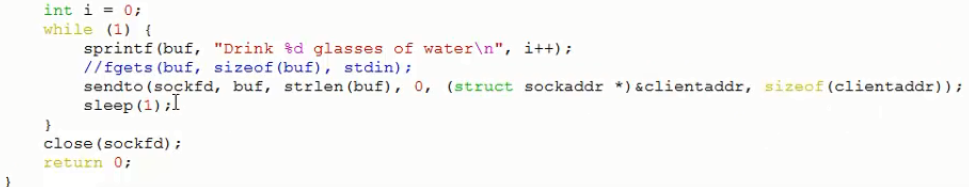 int i = 0;
while (1) {
sprintf(buf, "Drink %d glasses of water\n", i++);
//fgets(buf, sizeof(buf), stdin);
sendto(sockfd, buf, strlen(buf), 0, (struct sockaddr *)&clientaddr, sizeof(clientaddr));
sleep(1);
}
close(sockfd);
return 0;
}